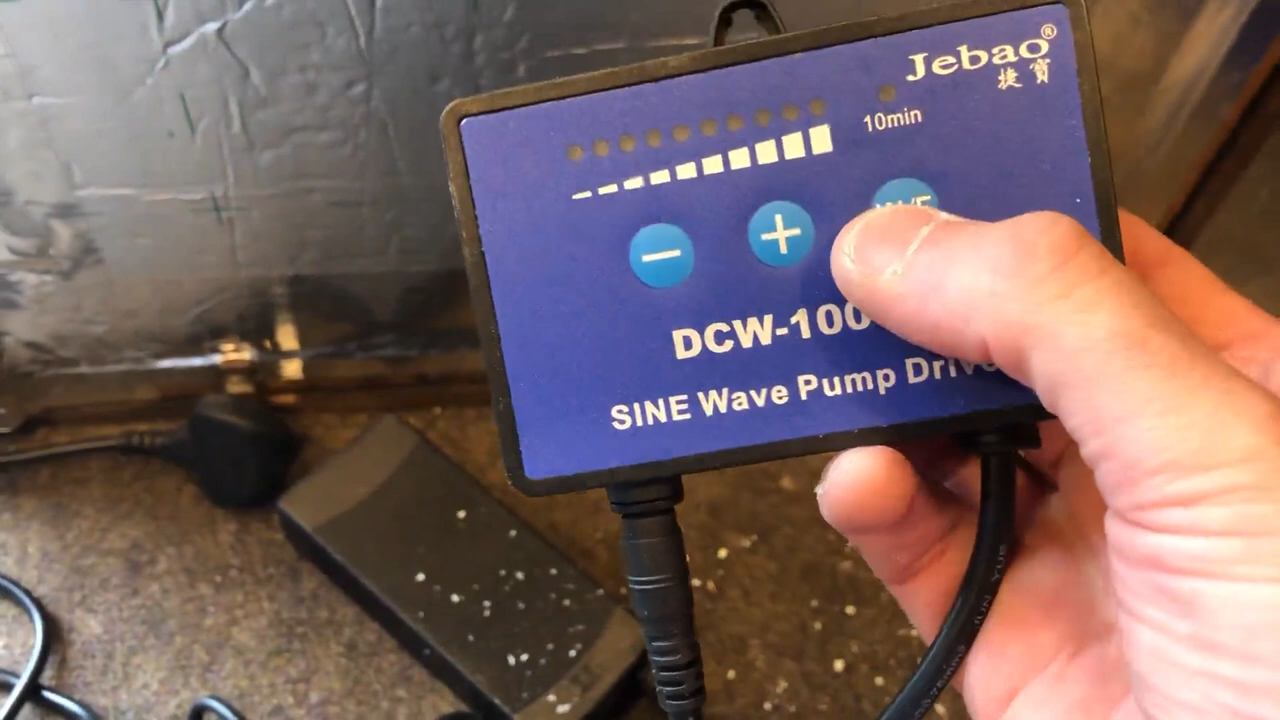 Jebao®
捷寶
10min
− +
DCW-100
SINE Wave Pump Drive